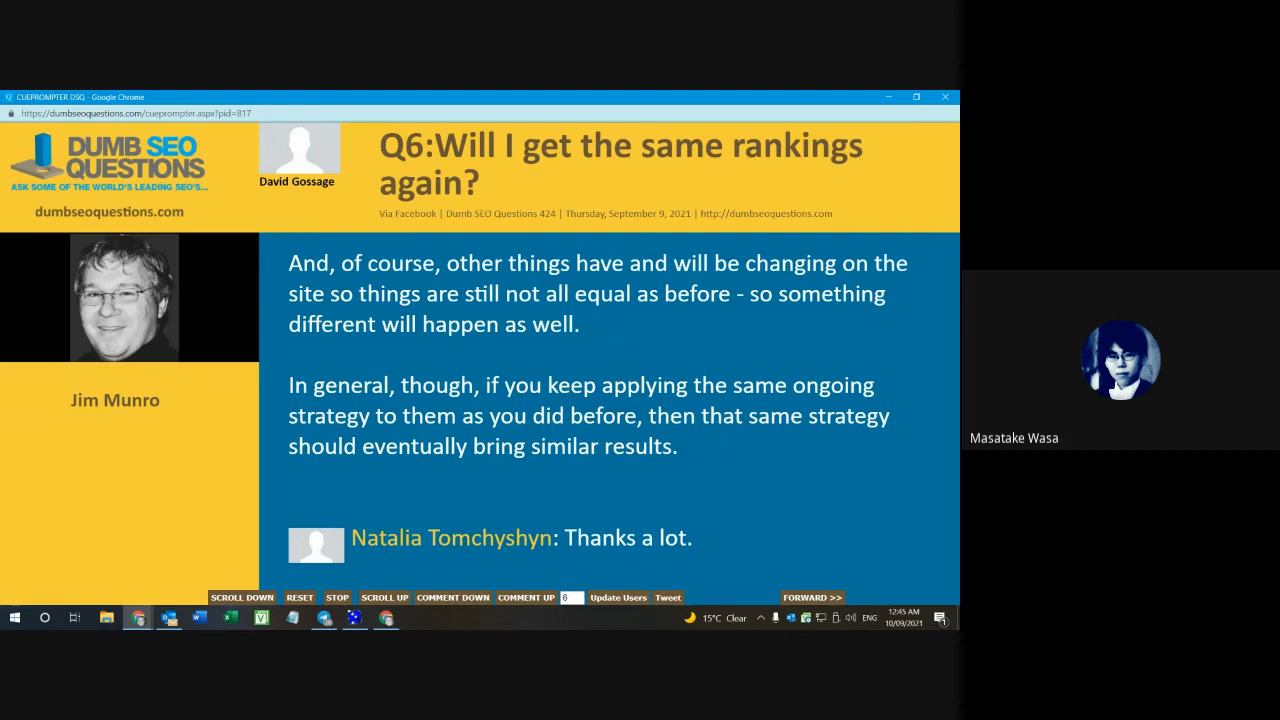 CUEPROMPTER DSQ - Google Chrome
https://dumbseoquestions.com/cueprompter.aspx?pid=817
DUMB SEO
QUESTIONS
ASK SOME OF THE WORLD'S LEADING SEO'S...
dumbseoquestions.com
David Gossage
Q6:Will I get the same rankings
again?
Via Facebook | Dumb SEO Questions 424 | Thursday, September 9, 2021 | http://dumbseoquestions.com
Jim Munro
And, of course, other things have and will be changing on the
site so things are still not all equal as before - so something
different will happen as well.
In general, though, if you keep applying the same ongoing
strategy to them as you did before, then that same strategy
should eventually bring similar results.
Natalia Tomchyshyn: Thanks a lot.
SCROLL DOWN RESET STOP SCROLL UP COMMENT DOWN COMMENT UP 6 Update Users Tweet FORWARD >>
15°C Clear ENG 12:45 AM
10/09/2021
1
Masatake Wasa